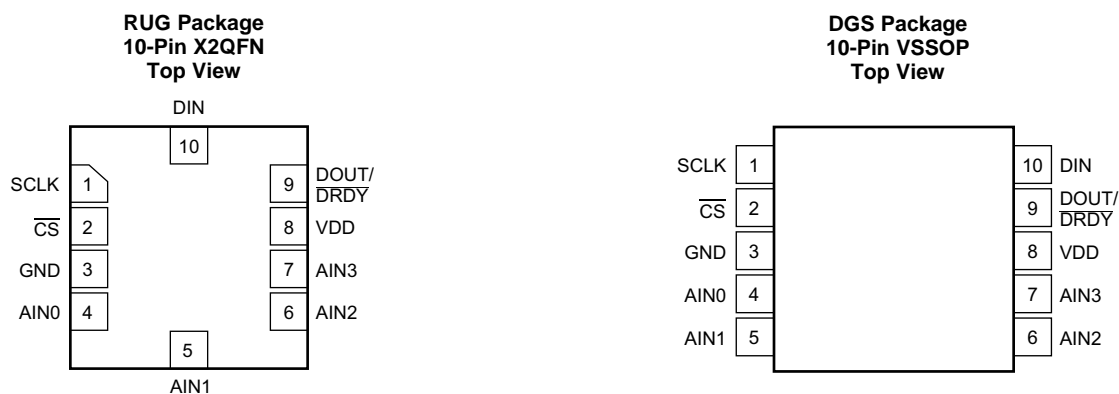 RUG Package
10-Pin X2QFN
Top View
DIN
10
SCLK
1
9
DOUT/
DRDY
CS
2
8
VDD
GND
3
7
AIN3
AIN0
4
6
AIN2
5
AIN1
DGS Package
10-Pin VSSOP
Top View
SCLK
1
10
DIN
CS
2
9
DOUT/
DRDY
GND
3
8
VDD
AIN0
4
7
AIN3
AIN1
5
6
AIN2